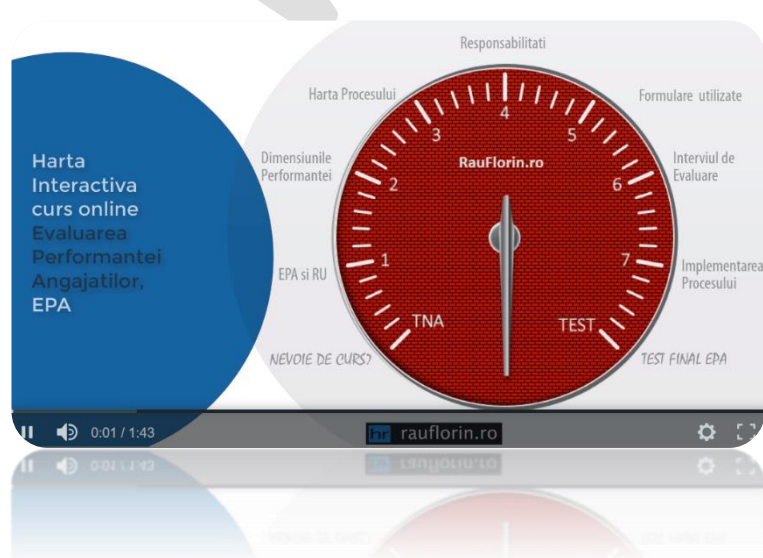 Harta
Interactiva
curs online
Evaluarea
Performantei
Angajatilor,
EPA
Responsabilitati
Harta Procesului
Formulare utilizate
Dimensiunile
Performantei
Interviul de
Evaluare
EPA si RU
Implementarea
Procesului
NEVOIE DE CURS?
TEST FINAL EPA
RauFlorin.ro
1
2
3
4
5
6
7
TNA
TEST
0:01 / 1:43
hr rauflorin.ro